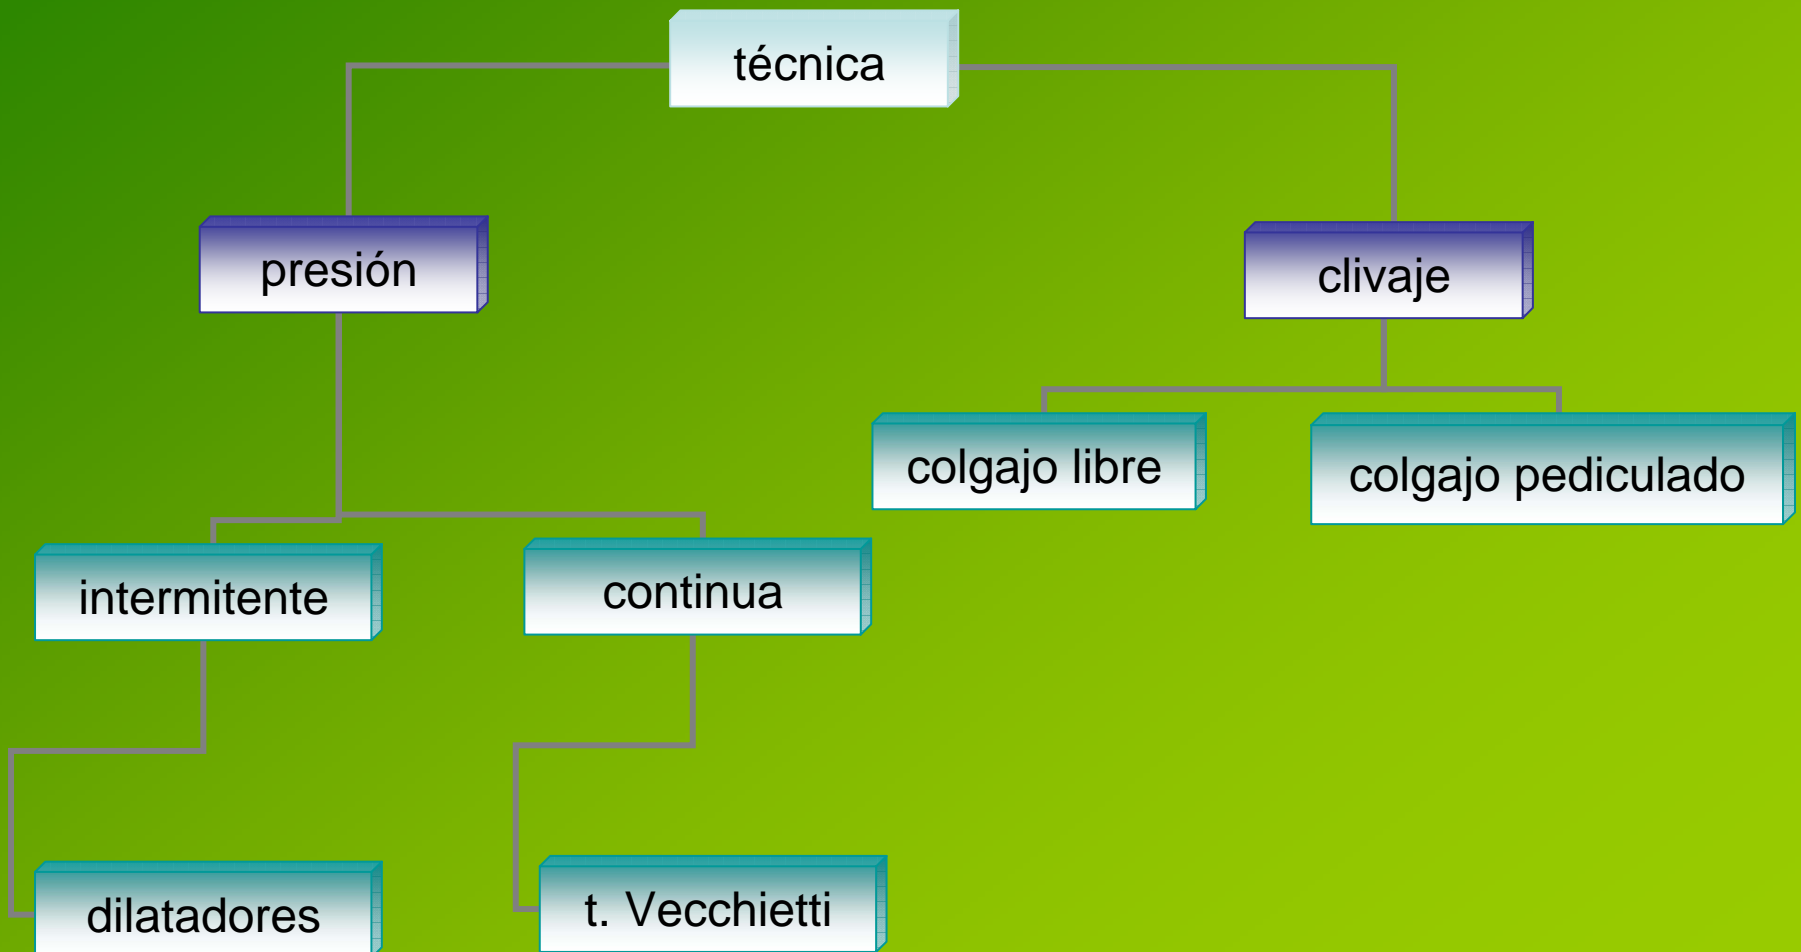 técnica
presión
clivaje
colgajo libre
colgajo pediculado
intermitente
continua
dilatadores
t. Vecchietti